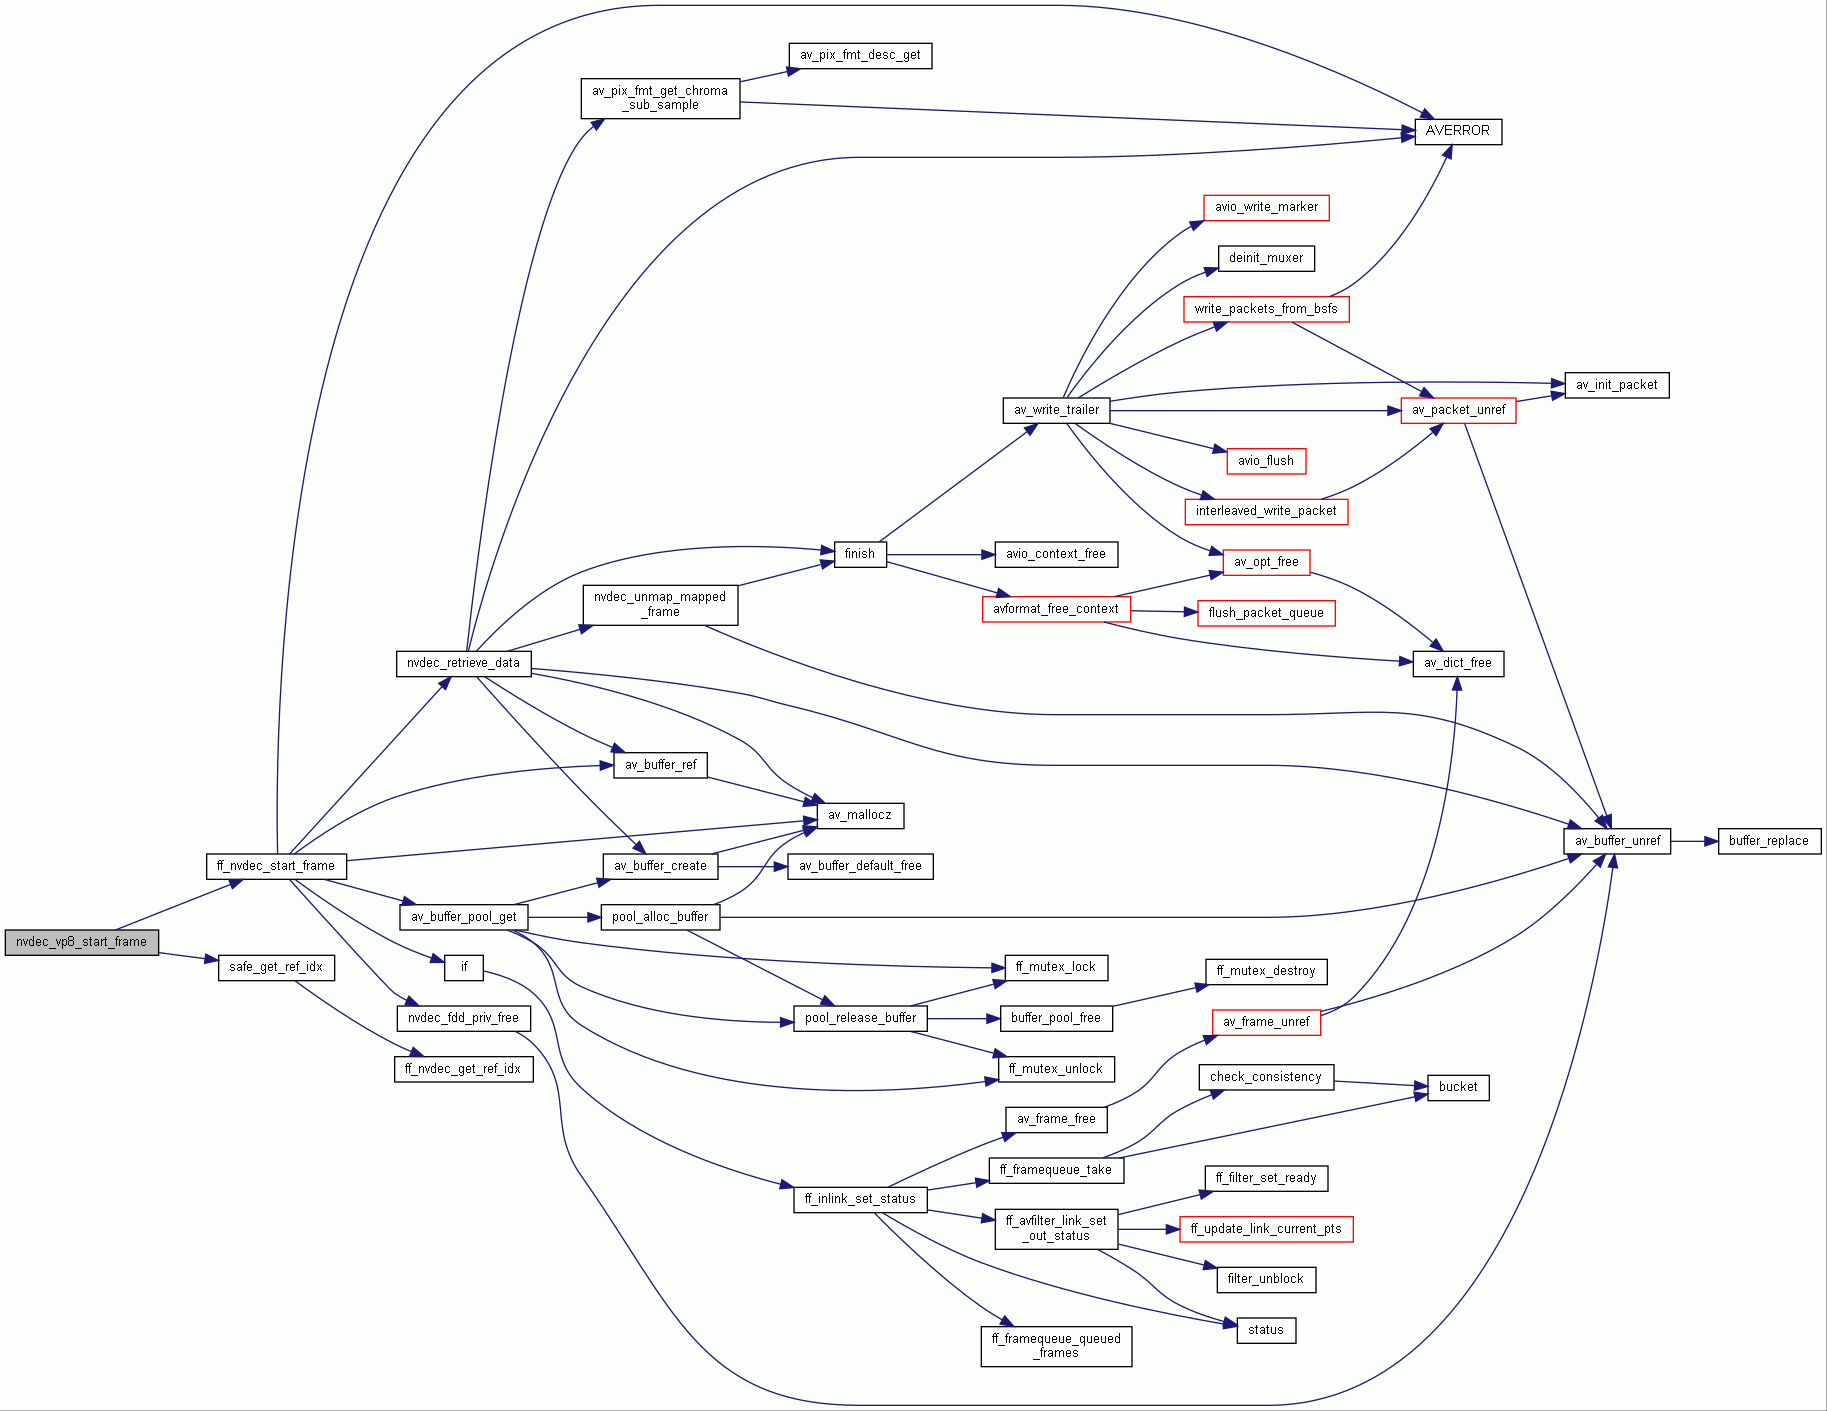 av_pix_fmt_desc_get
av_pix_fmt_get_chroma
_sub_sample
AVERROR
avio_write_marker
deinit_muxer
write_packets_from_bsfs
av_init_packet
av_write_trailer
av_packet_unref
avio_flush
interleaved_write_packet
finish
avio_context_free
av_opt_free
nvdec_unmap_mapped
_frame
avformat_free_context
flush_packet_queue
nvdec_retrieve_data
av_dict_free
av_buffer_ref
av_mallocz
av_buffer_unref
buffer_replace
ff_nvdec_start_frame
av_buffer_create
av_buffer_default_free
av_buffer_pool_get
pool_alloc_buffer
nvdec_vp8_start_frame
safe_get_ref_idx
if
ff_mutex_lock
ff_mutex_destroy
nvdec_fdd_priv_free
pool_release_buffer
buffer_pool_free
av_frame_unref
ff_nvdec_get_ref_idx
ff_mutex_unlock
check_consistency
bucket
av_frame_free
ff_framequeue_take
ff_filter_set_ready
ff_inlink_set_status
ff_avfilter_link_set
_out_status
ff_update_link_current_pts
filter_unblock
status
ff_framequeue_queued
_frames